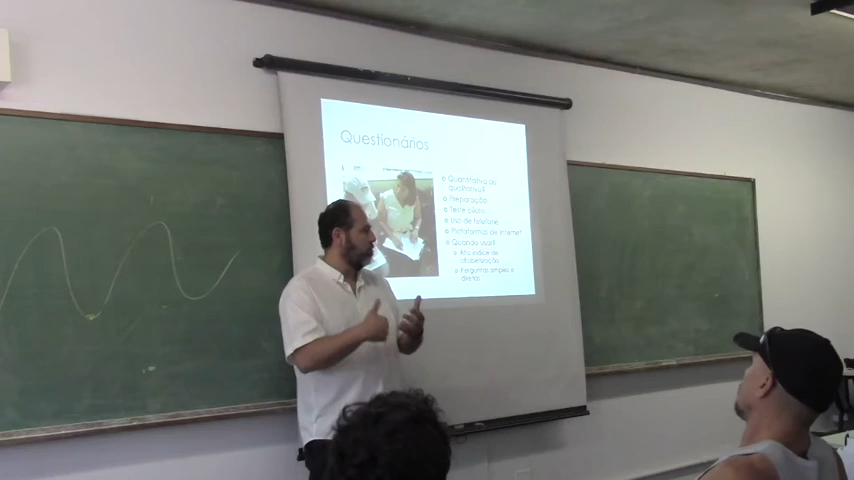 Questionários
Quantitativo ou
qualitativo?
Preparação
Teste piloto
Uso de telefone
Plataformas de internet
Quando usar?
Alto índice de
alfabetização
Perguntas simples e
diretas